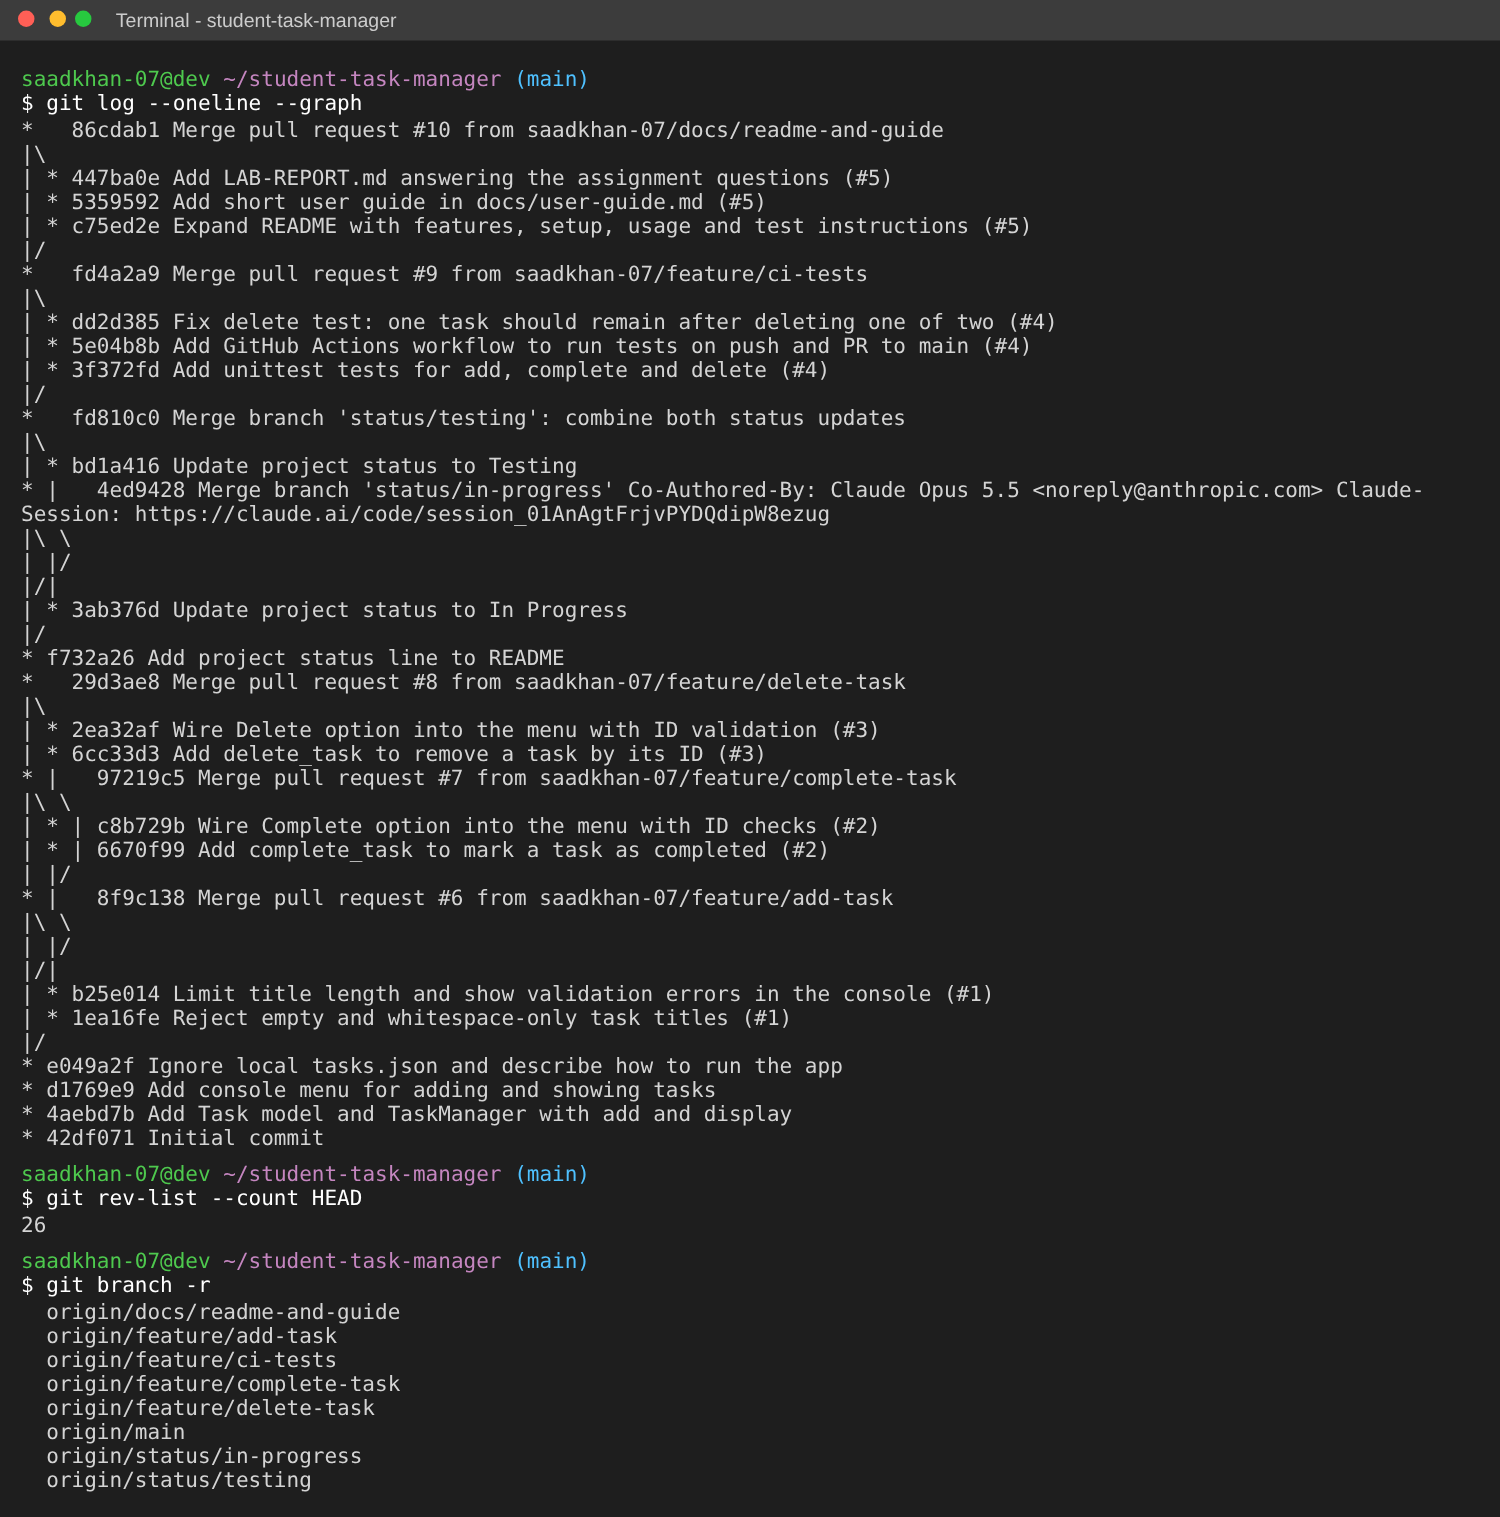 Terminal - student-task-manager
saadkhan-07@dev ~/student-task-manager (main)
$ git log --oneline --graph
*   86cdab1 Merge pull request #10 from saadkhan-07/docs/readme-and-guide
|\
| * 447ba0e Add LAB-REPORT.md answering the assignment questions (#5)
| * 5359592 Add short user guide in docs/user-guide.md (#5)
| * c75ed2e Expand README with features, setup, usage and test instructions (#5)
|/
*   fd4a2a9 Merge pull request #9 from saadkhan-07/feature/ci-tests
|\
| * dd2d385 Fix delete test: one task should remain after deleting one of two (#4)
| * 5e04b8b Add GitHub Actions workflow to run tests on push and PR to main (#4)
| * 3f372fd Add unittest tests for add, complete and delete (#4)
|/
*   fd810c0 Merge branch 'status/testing': combine both status updates
|\
| * bd1a416 Update project status to Testing
* |   4ed9428 Merge branch 'status/in-progress' Co-Authored-By: Claude Opus 5.5 <noreply@anthropic.com> Claude-
Session: https://claude.ai/code/session_01AnAgtFrjvPYDQdipW8ezug
|\ \
| |/
|/|
| * 3ab376d Update project status to In Progress
|/
* f732a26 Add project status line to README
*   29d3ae8 Merge pull request #8 from saadkhan-07/feature/delete-task
|\
| * 2ea32af Wire Delete option into the menu with ID validation (#3)
| * 6cc33d3 Add delete_task to remove a task by its ID (#3)
* |   97219c5 Merge pull request #7 from saadkhan-07/feature/complete-task
|\ \
| * | c8b729b Wire Complete option into the menu with ID checks (#2)
| * | 6670f99 Add complete_task to mark a task as completed (#2)
| |/
* |   8f9c138 Merge pull request #6 from saadkhan-07/feature/add-task
|\ \
| |/
|/|
| * b25e014 Limit title length and show validation errors in the console (#1)
| * 1ea16fe Reject empty and whitespace-only task titles (#1)
|/
* e049a2f Ignore local tasks.json and describe how to run the app
* d1769e9 Add console menu for adding and showing tasks
* 4aebd7b Add Task model and TaskManager with add and display
* 42df071 Initial commit
saadkhan-07@dev ~/student-task-manager (main)
$ git rev-list --count HEAD
26
saadkhan-07@dev ~/student-task-manager (main)
$ git branch -r
  origin/docs/readme-and-guide
  origin/feature/add-task
  origin/feature/ci-tests
  origin/feature/complete-task
  origin/feature/delete-task
  origin/main
  origin/status/in-progress
  origin/status/testing